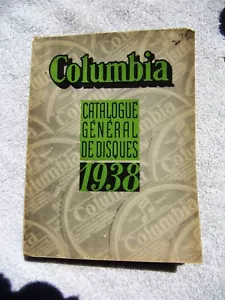 Columbia
CATALOGUE
GÉNÉRAL
DE DISQUES
1938